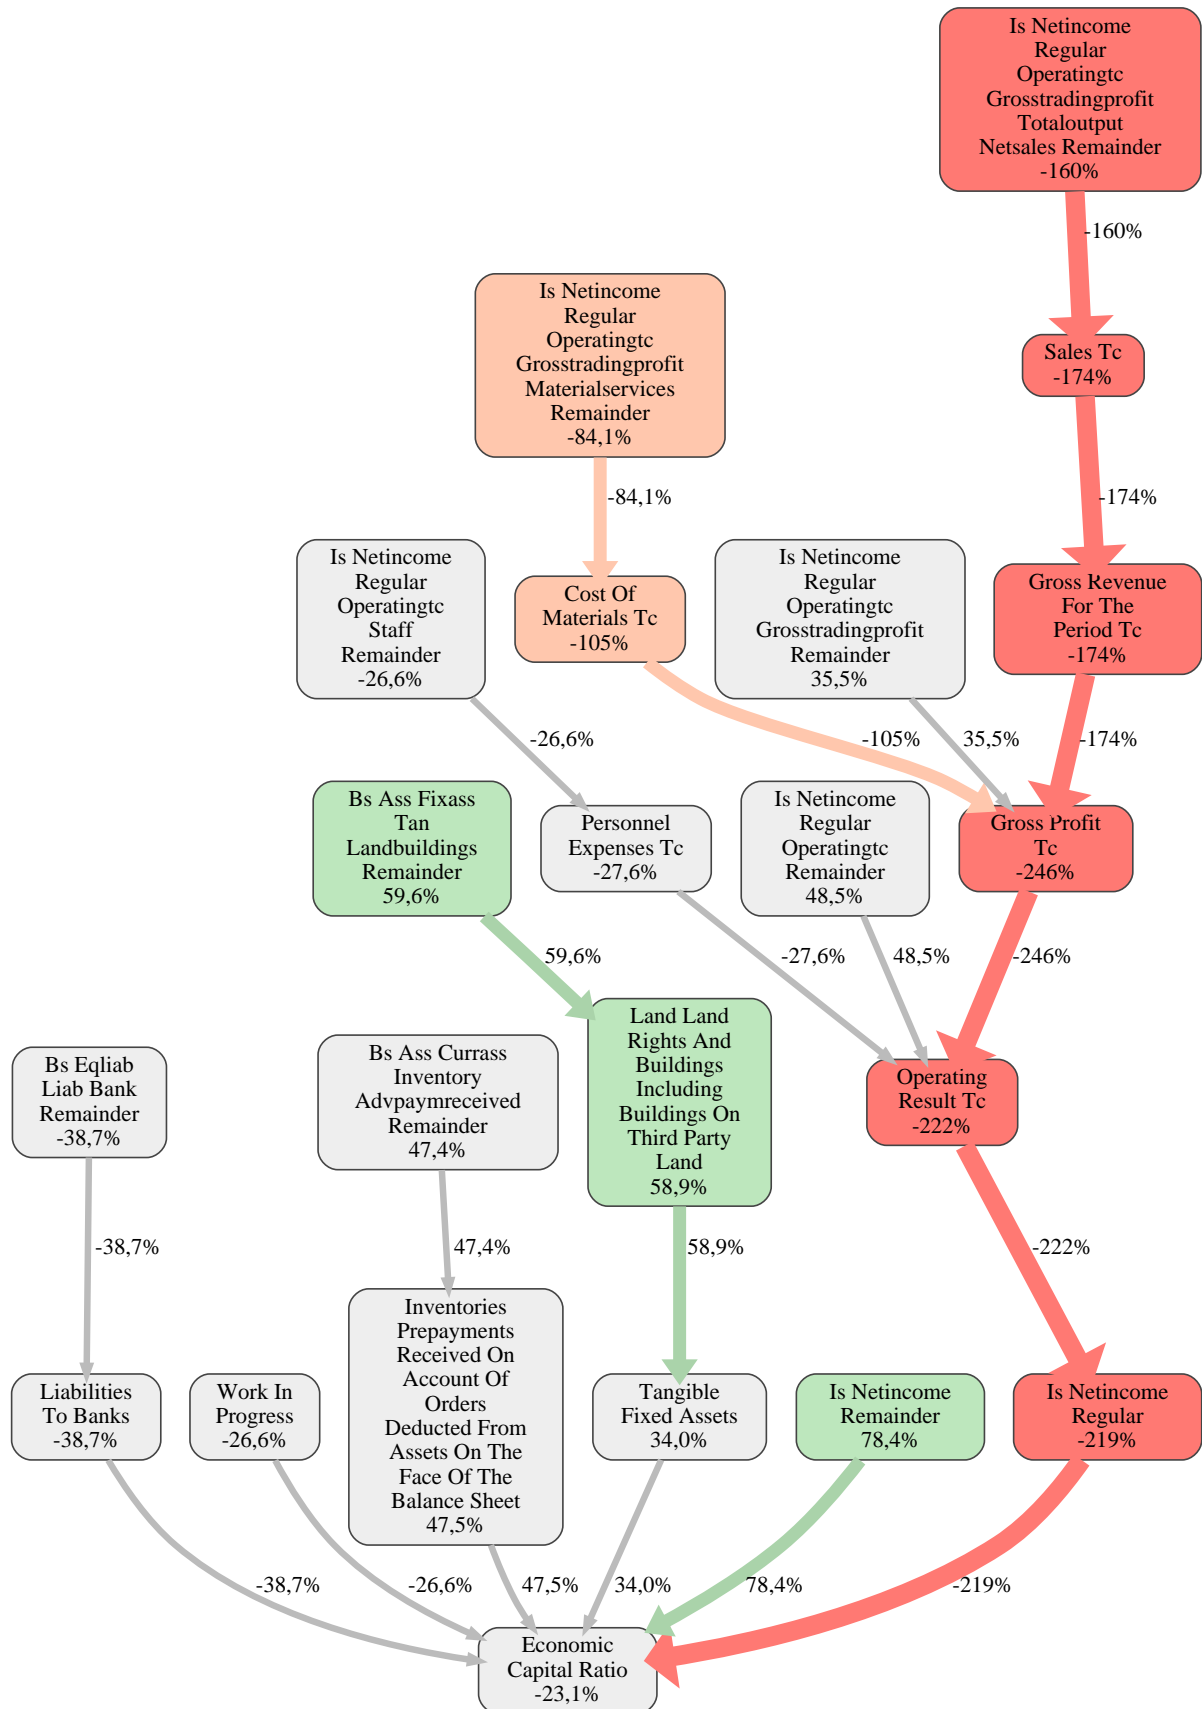 Is Netincome
Regular
Operatingtc
Grosstradingprofit
Totaloutput
Netsales Remainder
-160%
-160%
Is Netincome
Regular
Operatingtc
Grosstradingprofit
Materialservices
Remainder
-84,1%
Sales Tc
-174%
-84,1%
-174%
Is Netincome
Regular
Operatingtc
Staff
Remainder
-26,6%
Cost Of
Materials Tc
-105%
Is Netincome
Regular
Operatingtc
Grosstradingprofit
Remainder
35,5%
Gross Revenue
For The
Period Tc
-174%
-26,6%
-105%
35,5%
-174%
Bs Ass Fixass
Tan
Landbuildings
Remainder
59,6%
Personnel
Expenses Tc
-27,6%
Is Netincome
Regular
Operatingtc
Remainder
48,5%
Gross Profit
Tc
-246%
59,6%
-27,6%
48,5%
-246%
Bs Eqliab
Liab Bank
Remainder
-38,7%
Bs Ass Currass
Inventory
Advpaymreceived
Remainder
47,4%
Land Land
Rights And
Buildings
Including
Buildings On
Third Party
Land
58,9%
Operating
Result Tc
-222%
-38,7%
47,4%
58,9%
-222%
Liabilities
To Banks
-38,7%
Work In
Progress
-26,6%
Inventories
Prepayments
Received On
Account Of
Orders
Deducted From
Assets On The
Face Of The
Balance Sheet
47,5%
Tangible
Fixed Assets
34,0%
Is Netincome
Remainder
78,4%
Is Netincome
Regular
-219%
-38,7%
-26,6%
47,5%
34,0%
78,4%
-219%
Economic
Capital Ratio
-23,1%